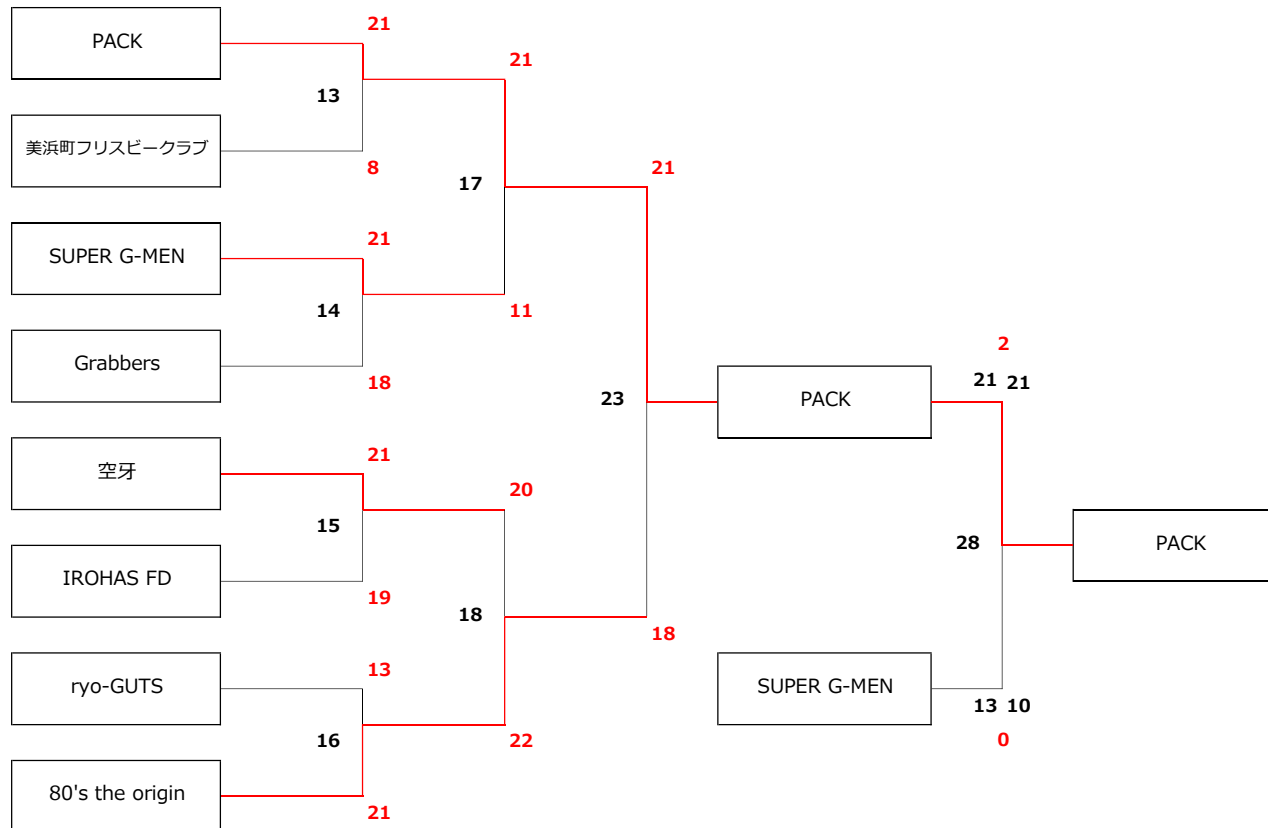 21
PACK
21
13
美浜町フリスビークラブ
8
21
17
21
SUPER G-MEN
14
11
2
Grabbers
18
21 21
23
PACK
21
空牙
20
15
28
PACK
IROHAS FD
19
18
18
13
ryo-GUTS
SUPER G-MEN
13 10
16
22
0
80's the origin
21